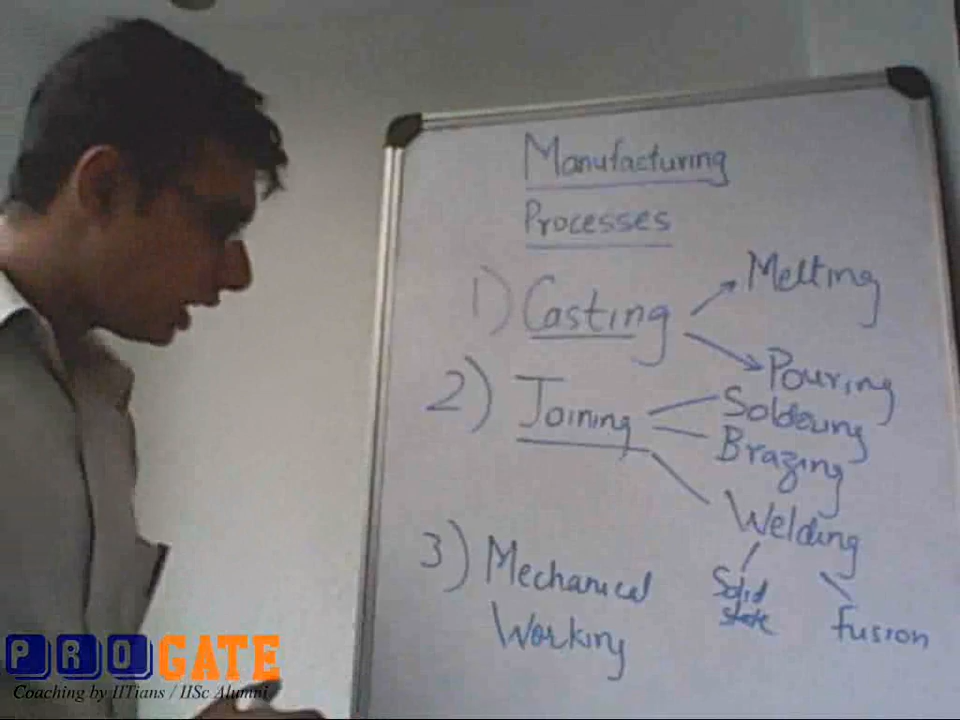 Manufacturing
Processes
1) Casting
Melting
Pouring
2) Joining
Soldering
Brazing
Welding
Solid
state
fusion
3) Mechanical
Working
PROGATE
Coaching by IITians / IISc Alumni